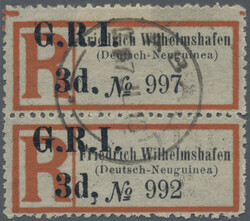 G.R.I.
Friedrich Wilhelmshafen
(Deutsch-Neuguinea)
R
3d. № 997
G.R.I.
Friedrich Wilhelmshafen
(Deutsch-Neuguinea)
R
3d, № 992